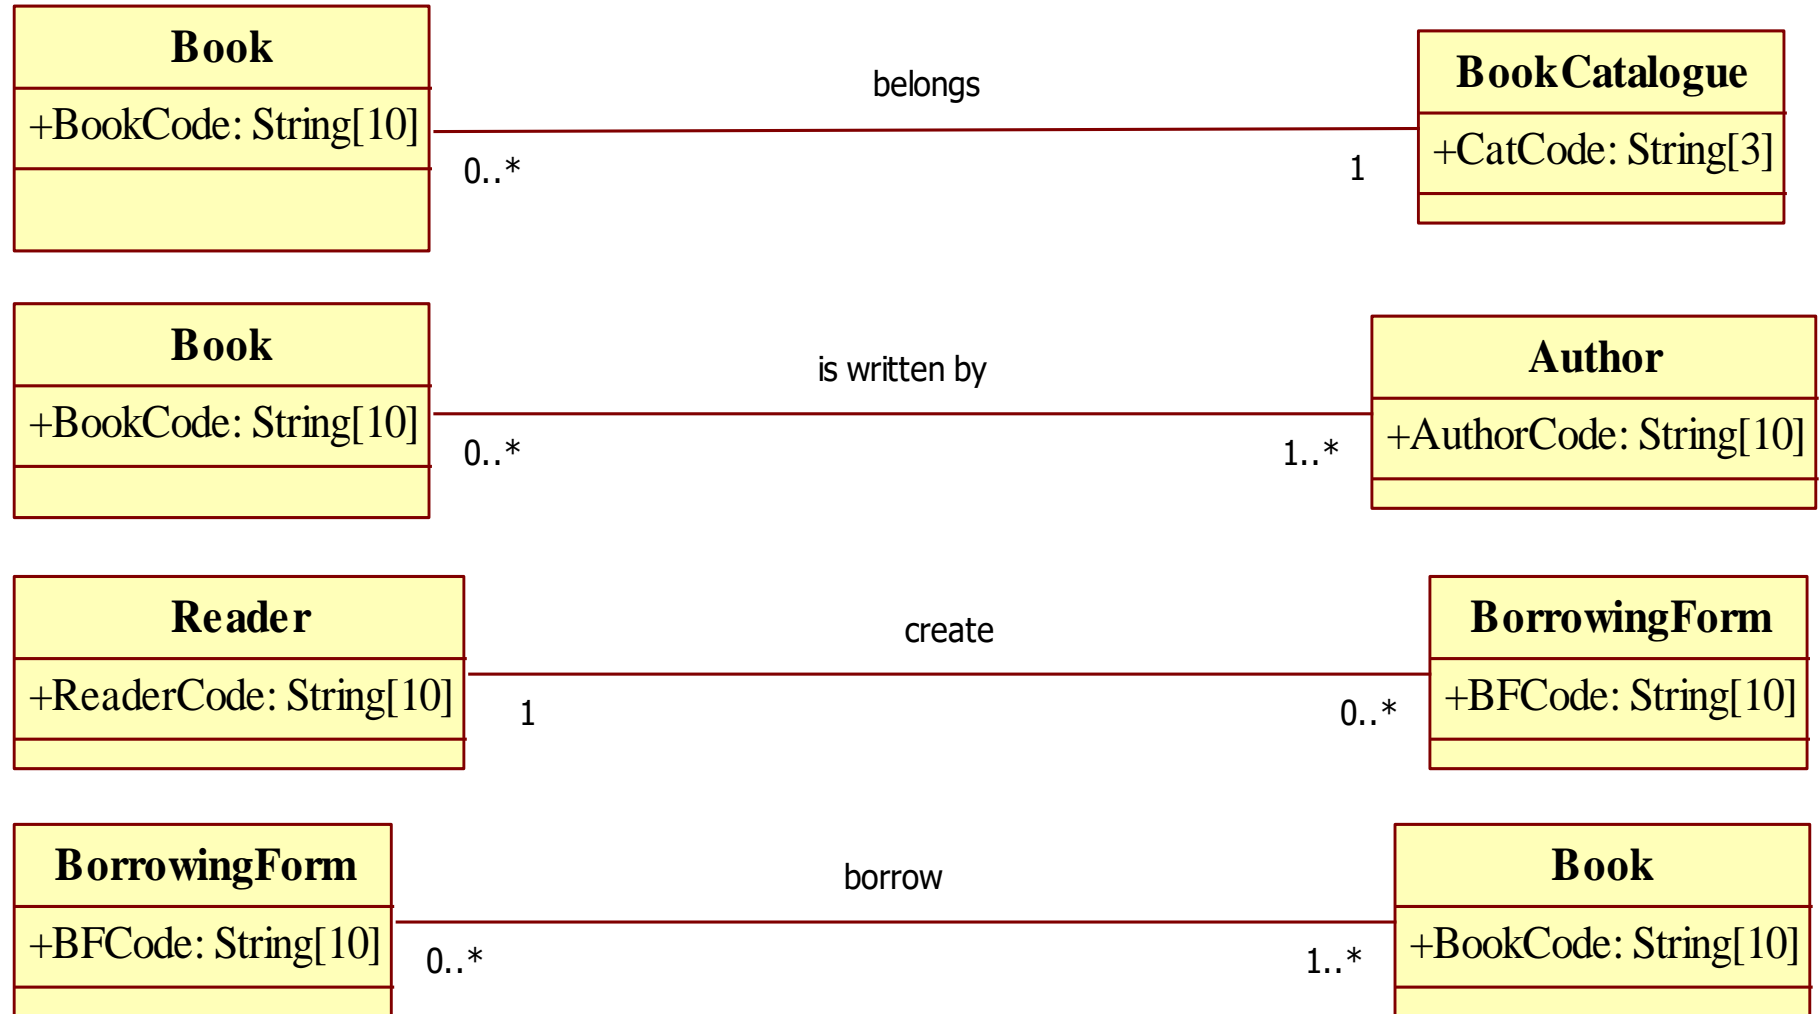 Book
belongs
BookCatalogue
+BookCode: String[10]
+CatCode: String[3]
0..*
1
Book
is written by
Author
+BookCode: String[10]
+AuthorCode: String[10]
0..*
1..*
Reader
create
BorrowingForm
+ReaderCode: String[10]
+BFCode: String[10]
1
0..*
BorrowingForm
borrow
Book
+BFCode: String[10]
+BookCode: String[10]
0..*
1..*